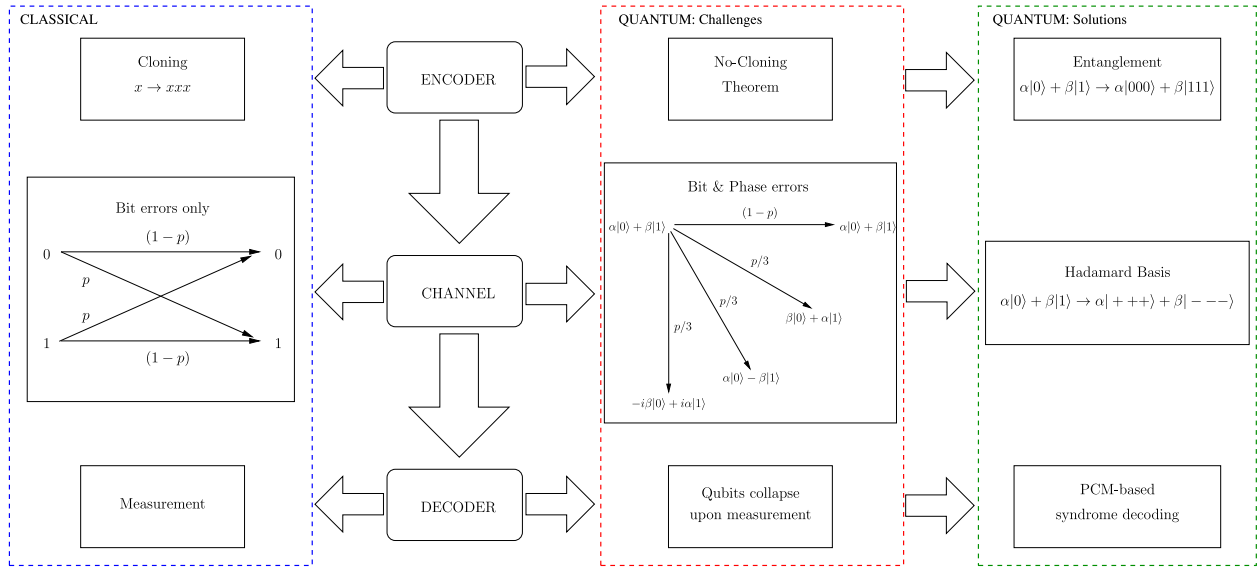 CLASSICAL
Cloning
x → xxx
Bit errors only
(1 − p)
0
0
p
p
1
1
(1 − p)
Measurement
ENCODER
CHANNEL
DECODER
QUANTUM: Challenges
No-Cloning
Theorem
Bit & Phase errors
(1 − p)
α|0⟩ + β|1⟩
α|0⟩ + β|1⟩
p/3
p/3
p/3
β|0⟩ + α|1⟩
α|0⟩ − β|1⟩
−iβ|0⟩ + iα|1⟩
Qubits collapse
upon measurement
QUANTUM: Solutions
Entanglement
α|0⟩ + β|1⟩ → α|000⟩ + β|111⟩
Hadamard Basis
α|0⟩ + β|1⟩ → α| + ++⟩ + β| − −−⟩
PCM-based
syndrome decoding